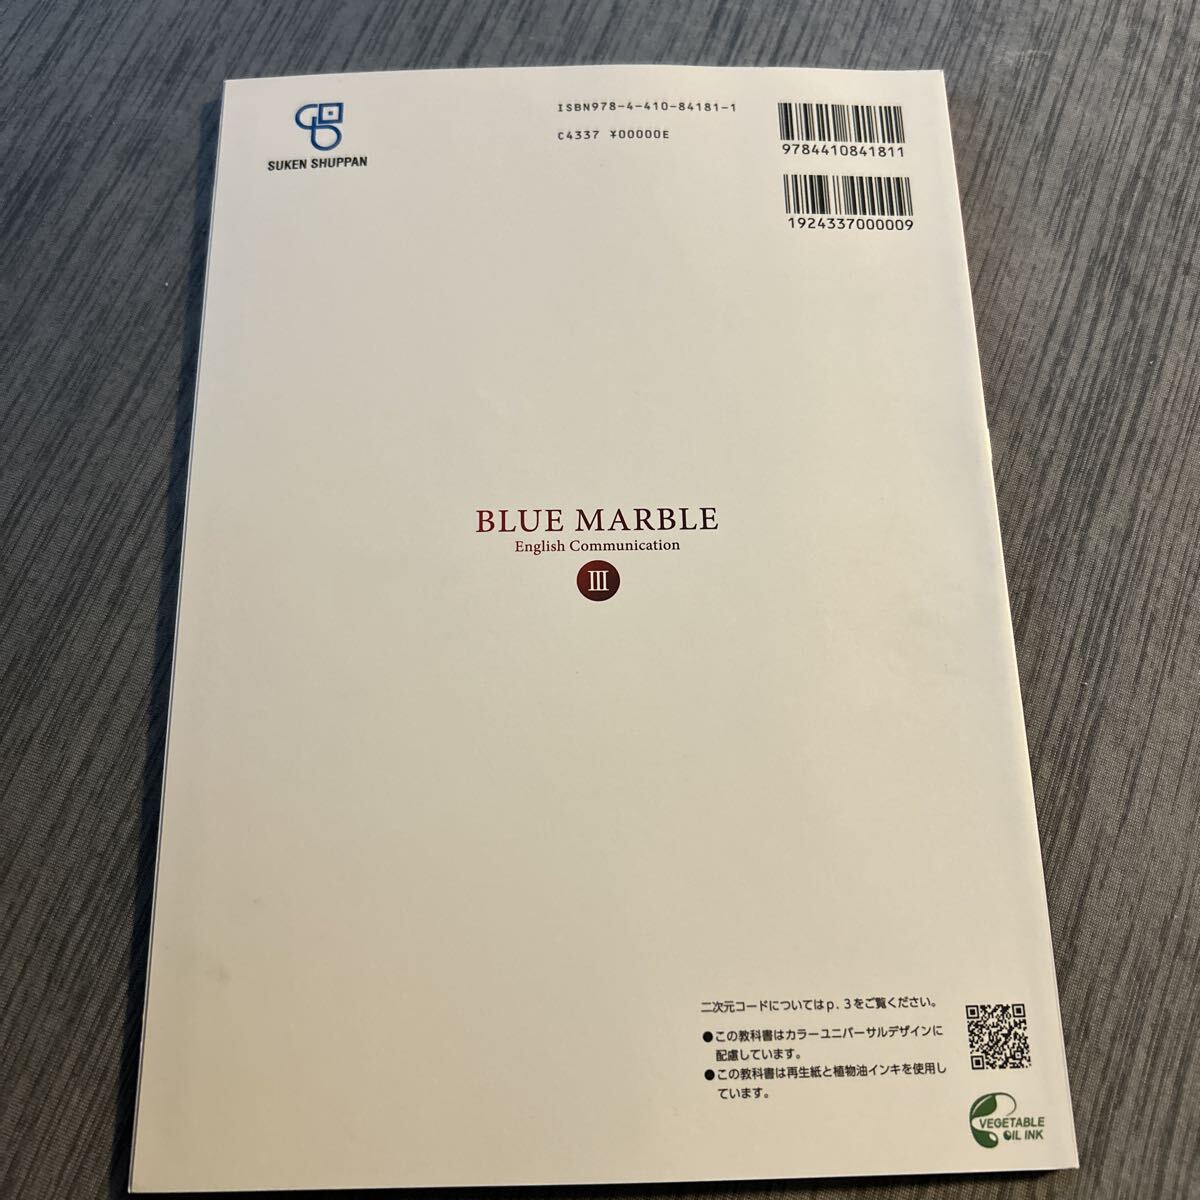 SUKEN SHUPPAN
ISBN978-4-410-84181-1
C4337 ¥00000E
9784410841811
1924337000009
BLUE MARBLE
English Communication
Ⅲ
二次元コードについてはp.3をご覧ください。
●この教科書はカラーユニバーサルデザインに
配慮しています。
●この教科書は再生紙と植物油インキを使用し
ています。
VEGETABLE
OIL INK